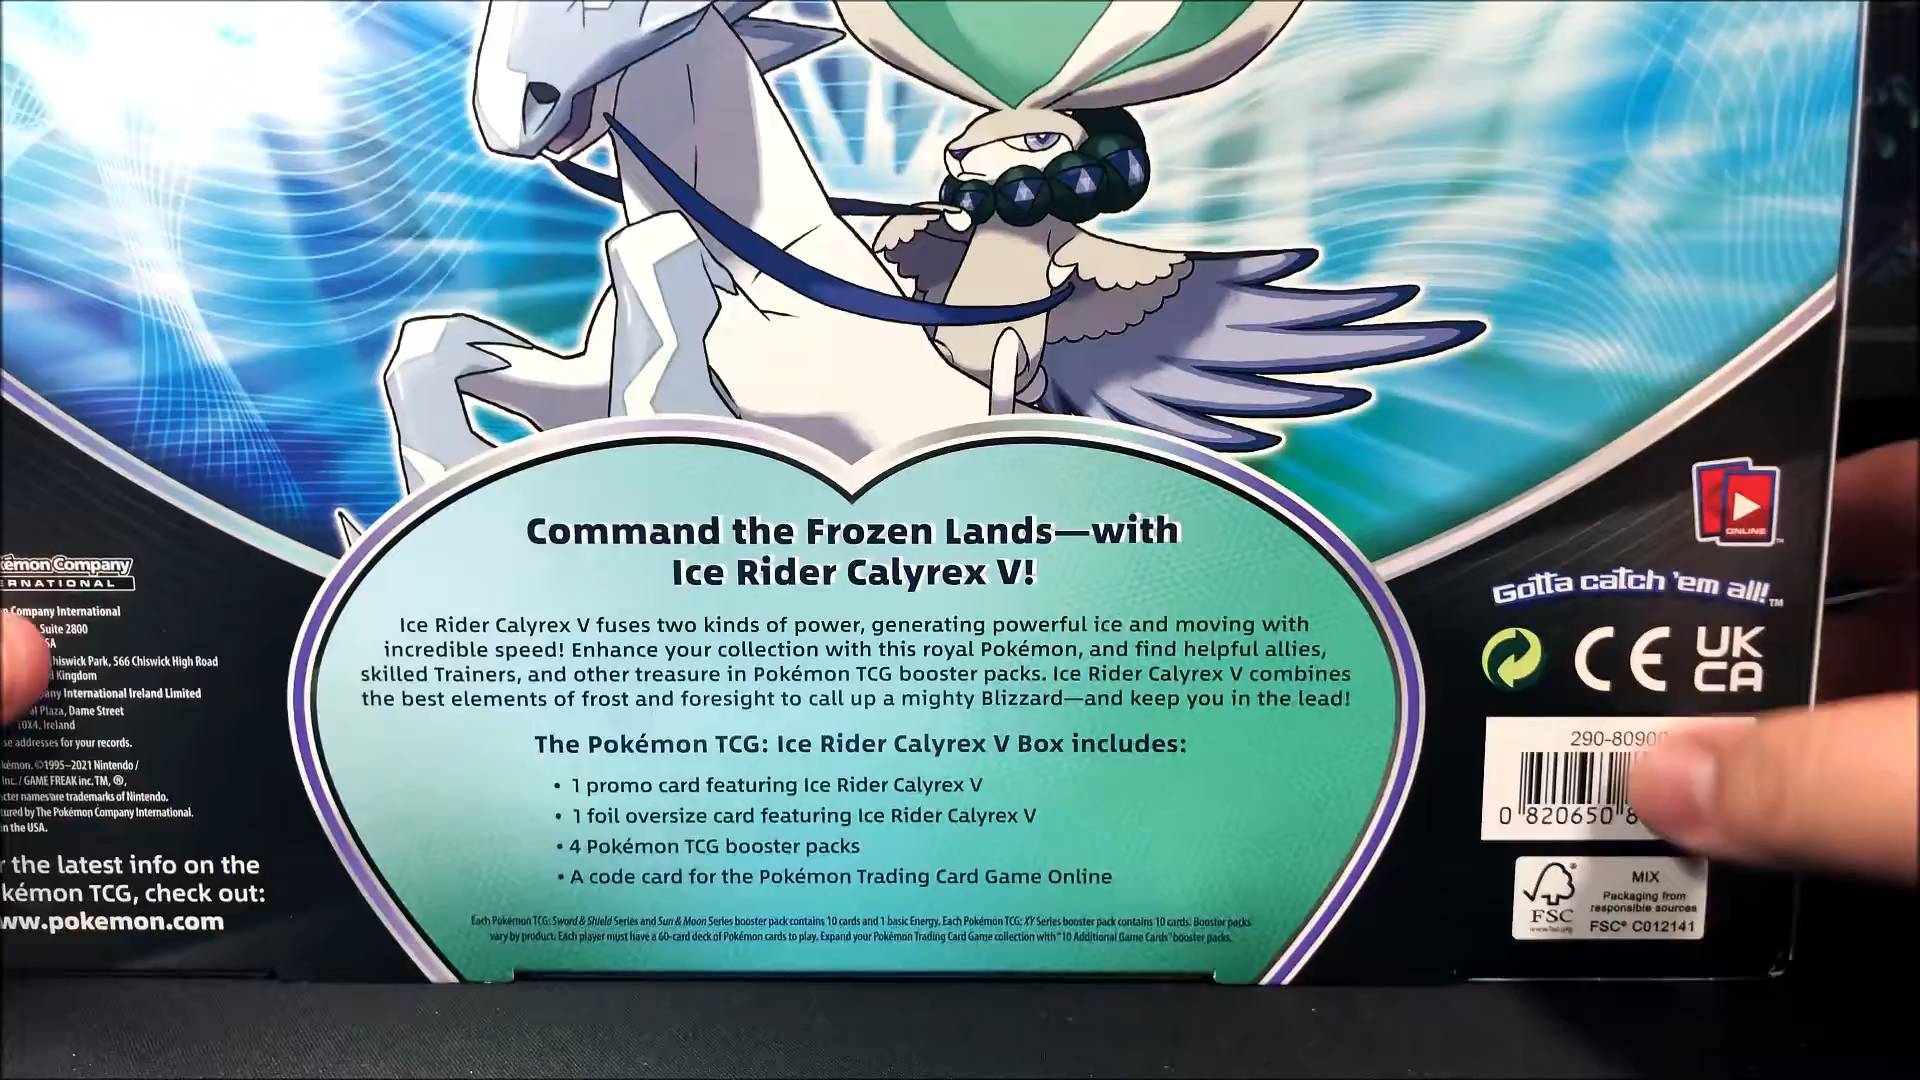 Command the Frozen Lands—with
Ice Rider Calyrex V!
Ice Rider Calyrex V fuses two kinds of power, generating powerful ice and moving with
incredible speed! Enhance your collection with this royal Pokémon, and find helpful allies,
skilled Trainers, and other treasure in Pokémon TCG booster packs. Ice Rider Calyrex V combines
the best elements of frost and foresight to call up a mighty Blizzard—and keep you in the lead!
The Pokémon TCG: Ice Rider Calyrex V Box includes:
• 1 promo card featuring Ice Rider Calyrex V
• 1 foil oversize card featuring Ice Rider Calyrex V
• 4 Pokémon TCG booster packs
• A code card for the Pokémon Trading Card Game Online
Each Pokémon TCG: Sword & Shield Series and Sun & Moon Series booster pack contains 10 cards and 1 basic Energy. Each Pokémon TCG: XY Series booster pack contains 10 cards. Booster packs
vary by product. Each player must have a 60-card deck of Pokémon cards to play. Expand your Pokémon Trading Card Game collection with "10 Additional Game Cards" booster packs.
Company
Company International
Suite 2800
Park, 566 Chiswick High Road
Kingdom
International Ireland Limited
Plaza, Dame Street
Ireland
addresses for your records.
©1995–2021 Nintendo /
Inc. / GAME FREAK inc. TM, ®,
names are trademarks of Nintendo.
by The Pokémon Company International.
in the USA.
the latest info on the
TCG, check out:
ww.pokemon.com
ONLINE
Gotta catch 'em all!™
CE
UK
CA
290-8090
0 820650 8
FSC
www.fsc.org
MIX
Packaging from
responsible sources
FSC® C012141